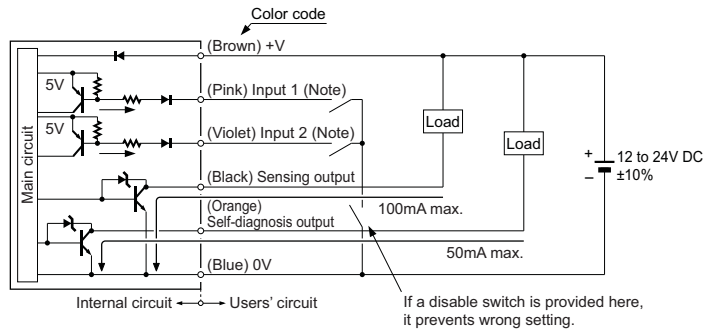 Color code
(Brown) +V
5V
(Pink) Input 1 (Note)
Load
5V
(Violet) Input 2 (Note)
Load
Main circuit
+
–
12 to 24V DC
±10%
(Black) Sensing output
(Orange)
Self-diagnosis output
100mA max.
50mA max.
(Blue) 0V
Internal circuit
Users' circuit
If a disable switch is provided here,
it prevents wrong setting.